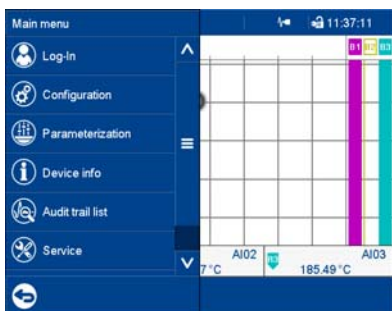 Main menu
11:37:11
Log-In
B1 B2 B3
Configuration
Parameterization
Device info
Audit trail list
Service
AI02
AI03
7°C
B3
185.49 °C